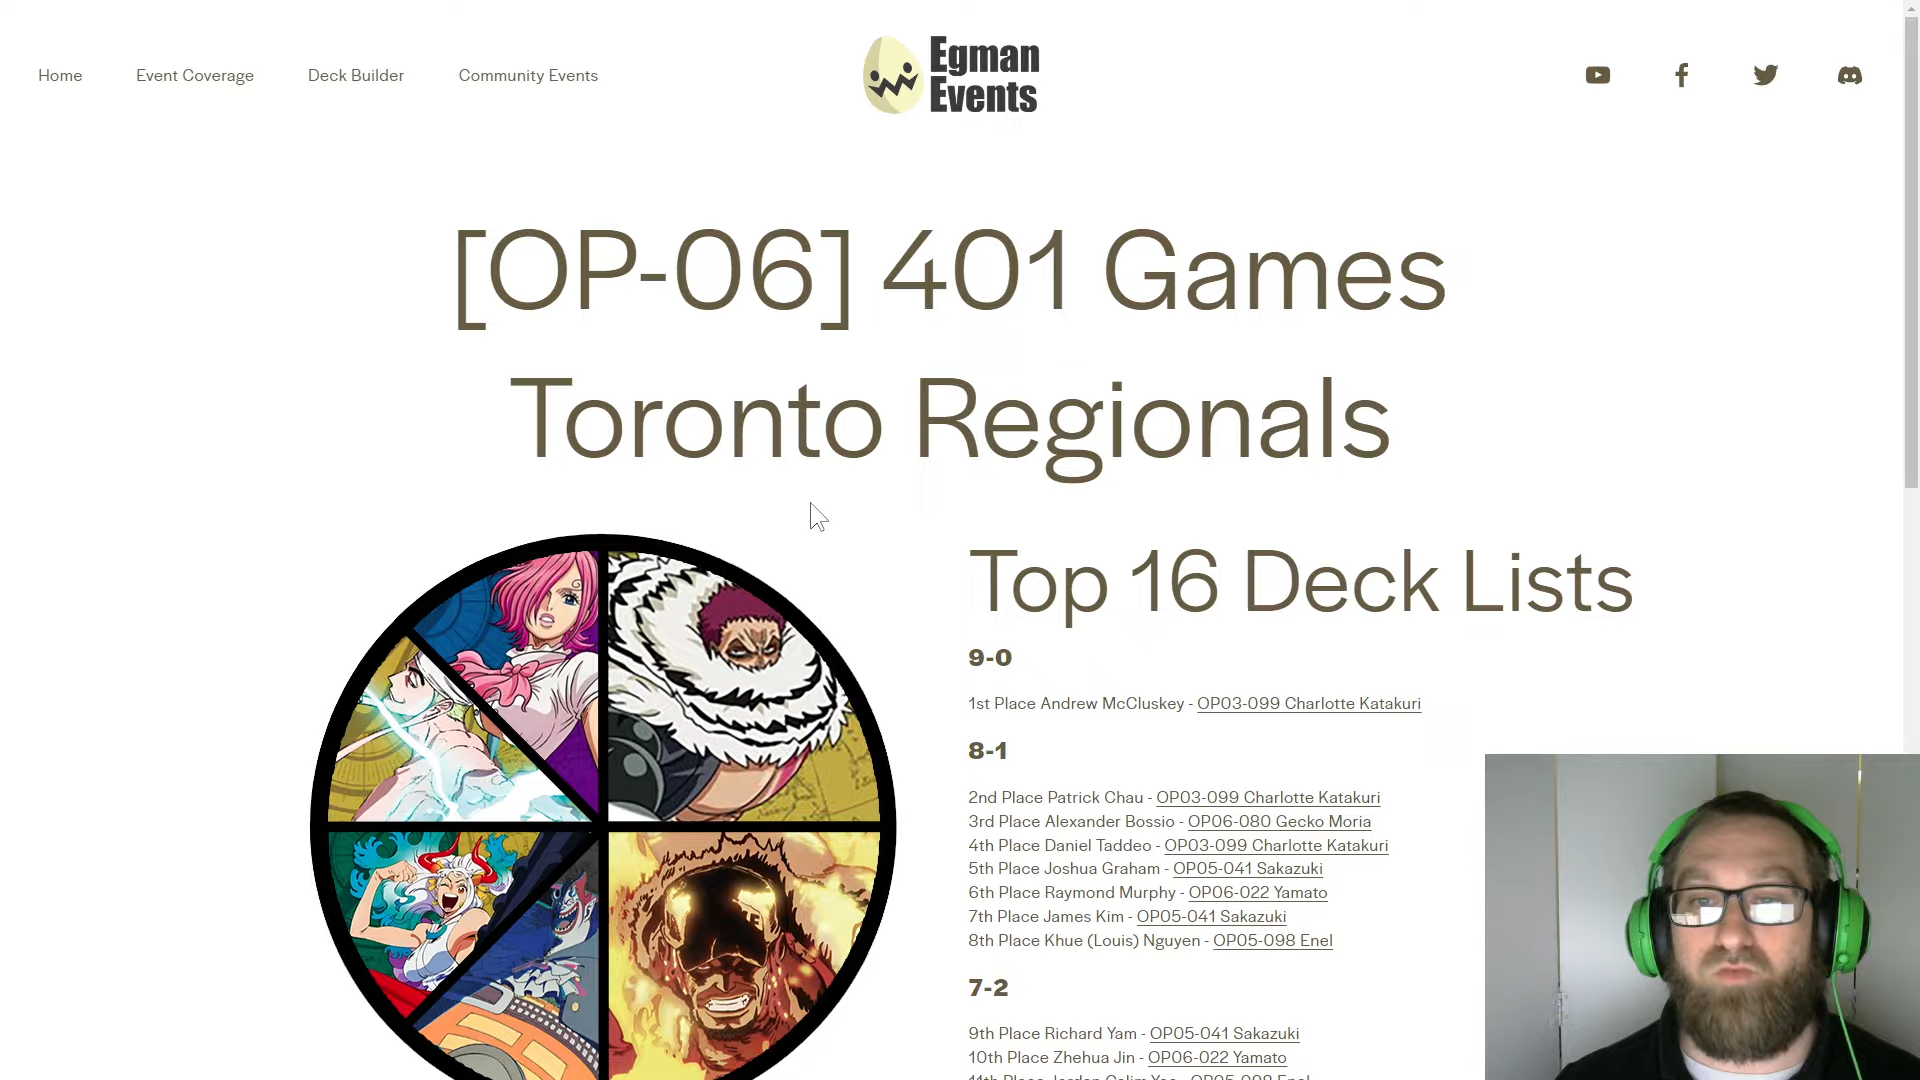 Home
Event Coverage
Deck Builder
Community Events
Egman
Events
[OP-06] 401 Games
Toronto Regionals
Top 16 Deck Lists
9-0
1st Place Andrew McCluskey - OP03-099 Charlotte Katakuri
8-1
2nd Place Patrick Chau - OP03-099 Charlotte Katakuri
3rd Place Alexander Bossio - OP06-080 Gecko Moria
4th Place Daniel Taddeo - OP03-099 Charlotte Katakuri
5th Place Joshua Graham - OP05-041 Sakazuki
6th Place Raymond Murphy - OP06-022 Yamato
7th Place James Kim - OP05-041 Sakazuki
8th Place Khue (Louis) Nguyen - OP05-098 Enel
7-2
9th Place Richard Yam - OP05-041 Sakazuki
10th Place Zhehua Jin - OP06-022 Yamato